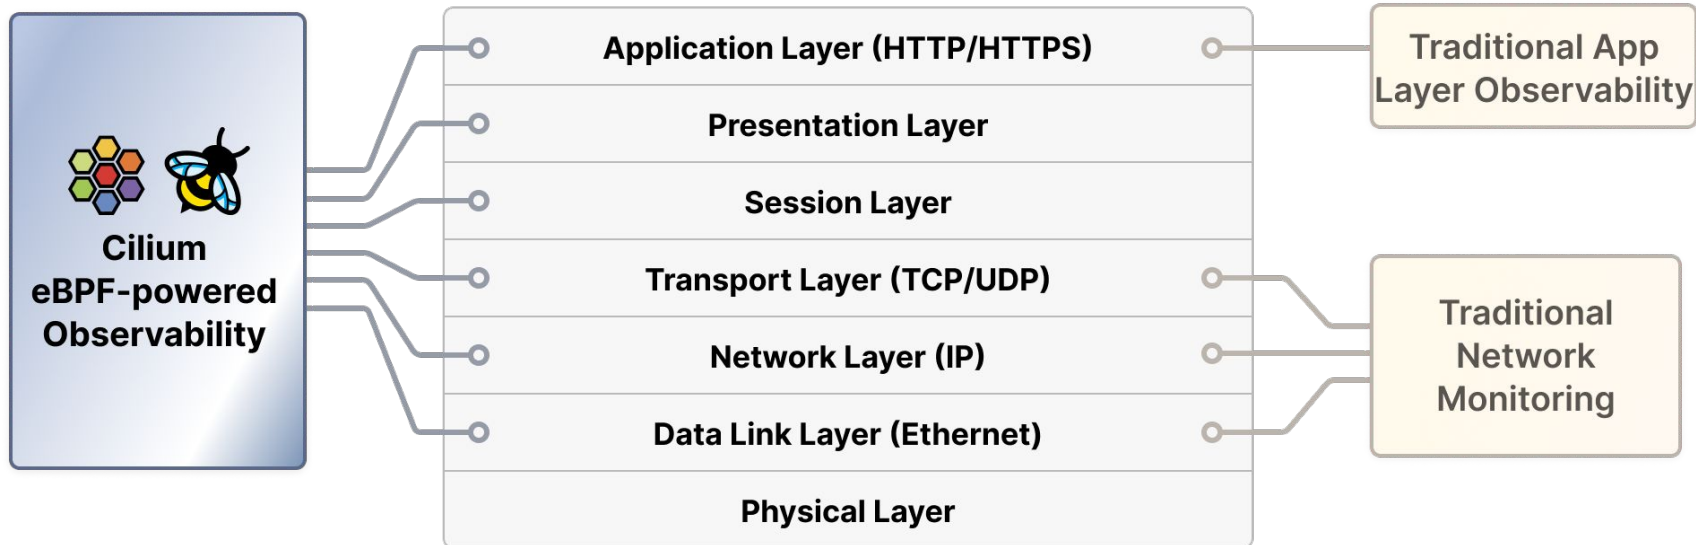 Cilium
eBPF-powered
Observability
Application Layer (HTTP/HTTPS)
Presentation Layer
Session Layer
Transport Layer (TCP/UDP)
Network Layer (IP)
Data Link Layer (Ethernet)
Physical Layer
Traditional App
Layer Observability
Traditional
Network
Monitoring